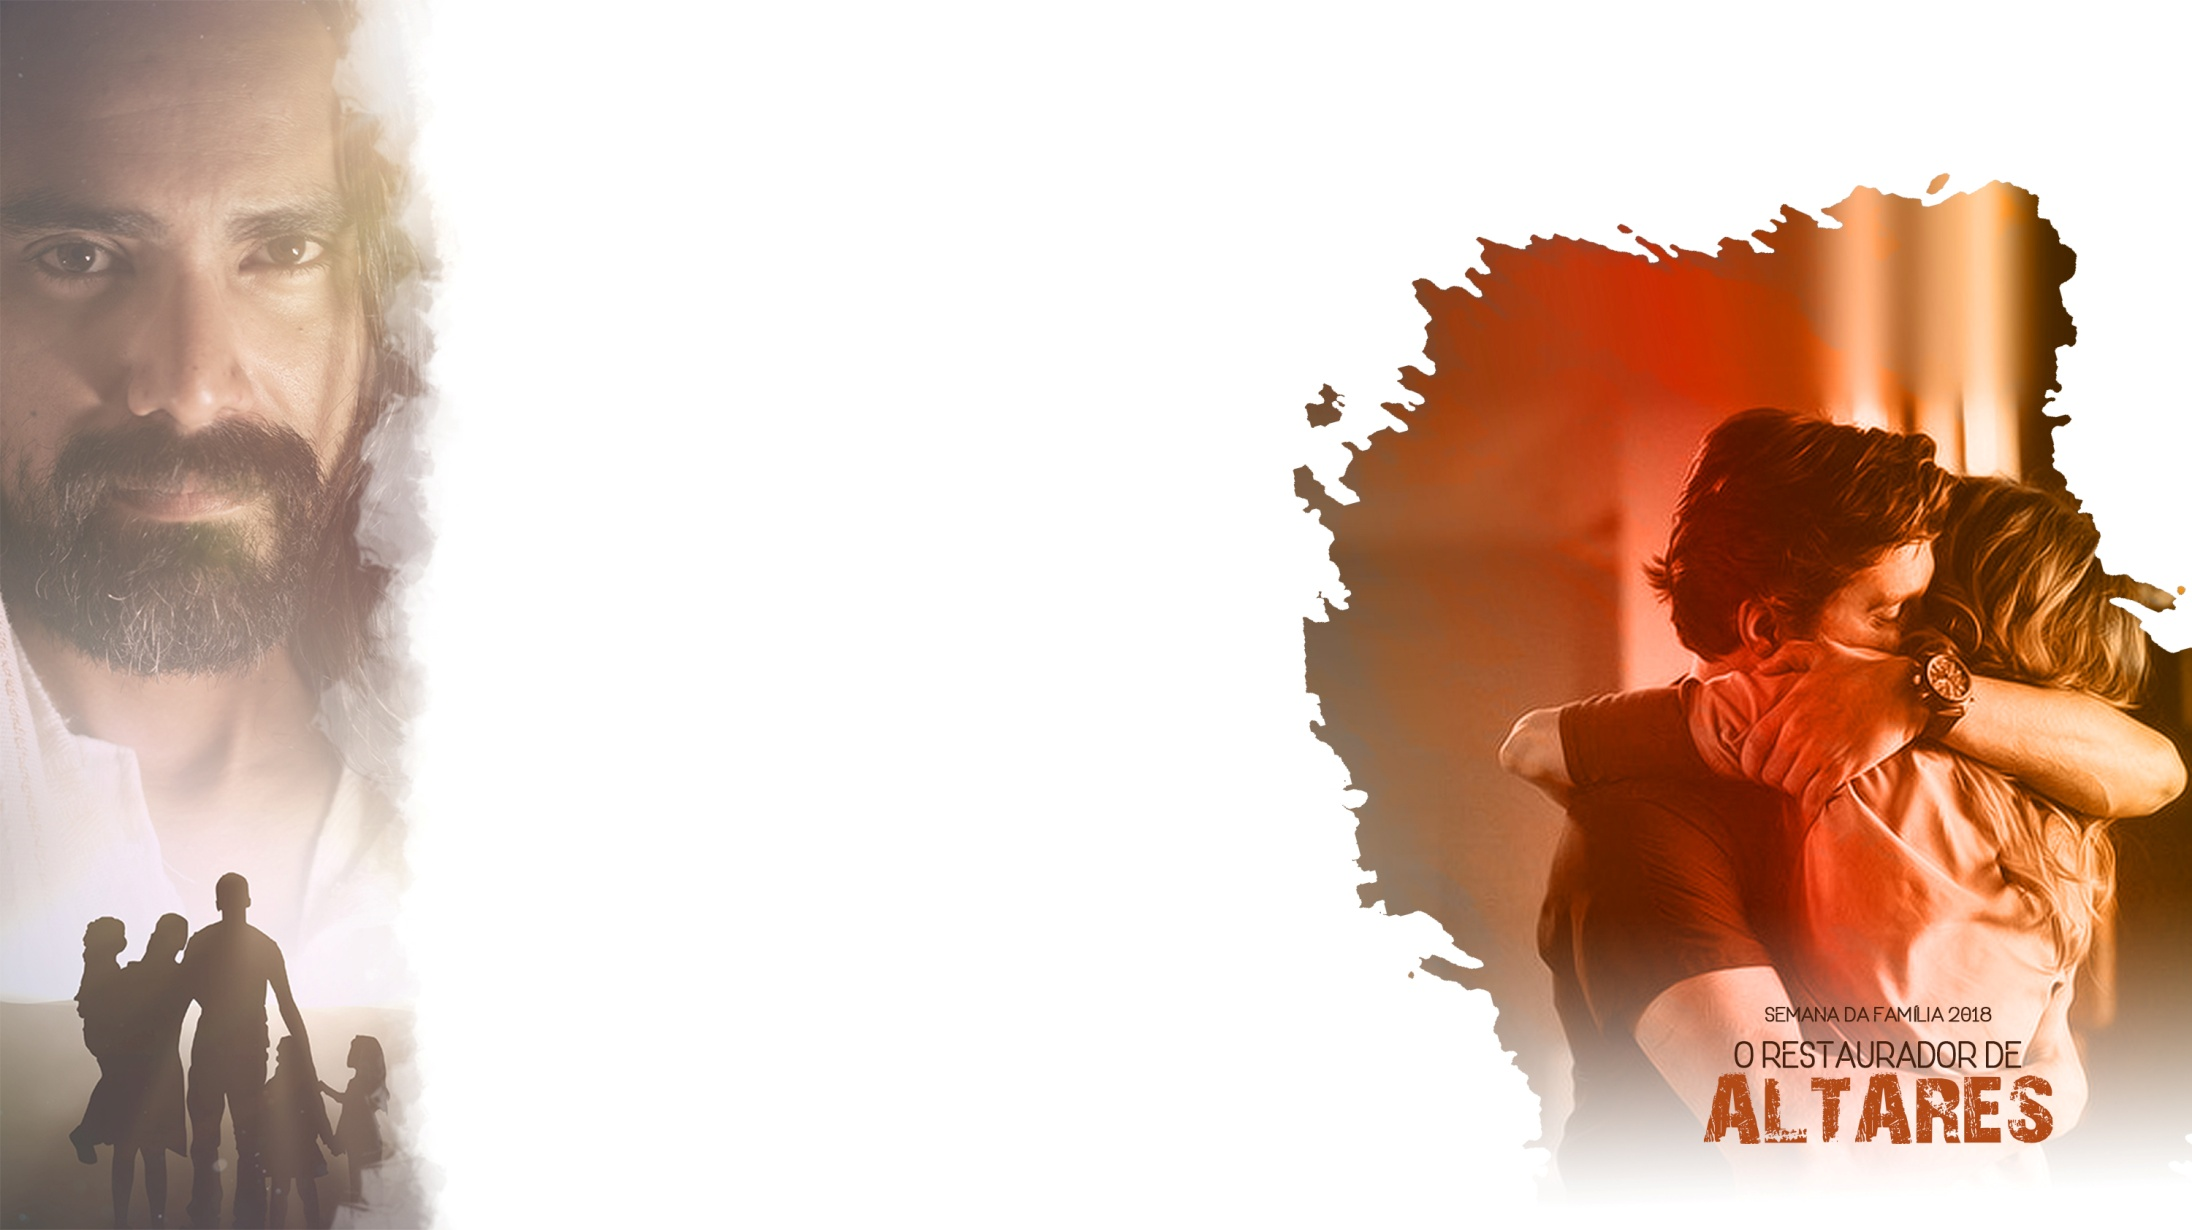 SEMANA DA FAMÍLIA 2018
O RESTAURADOR DE
ALTARES